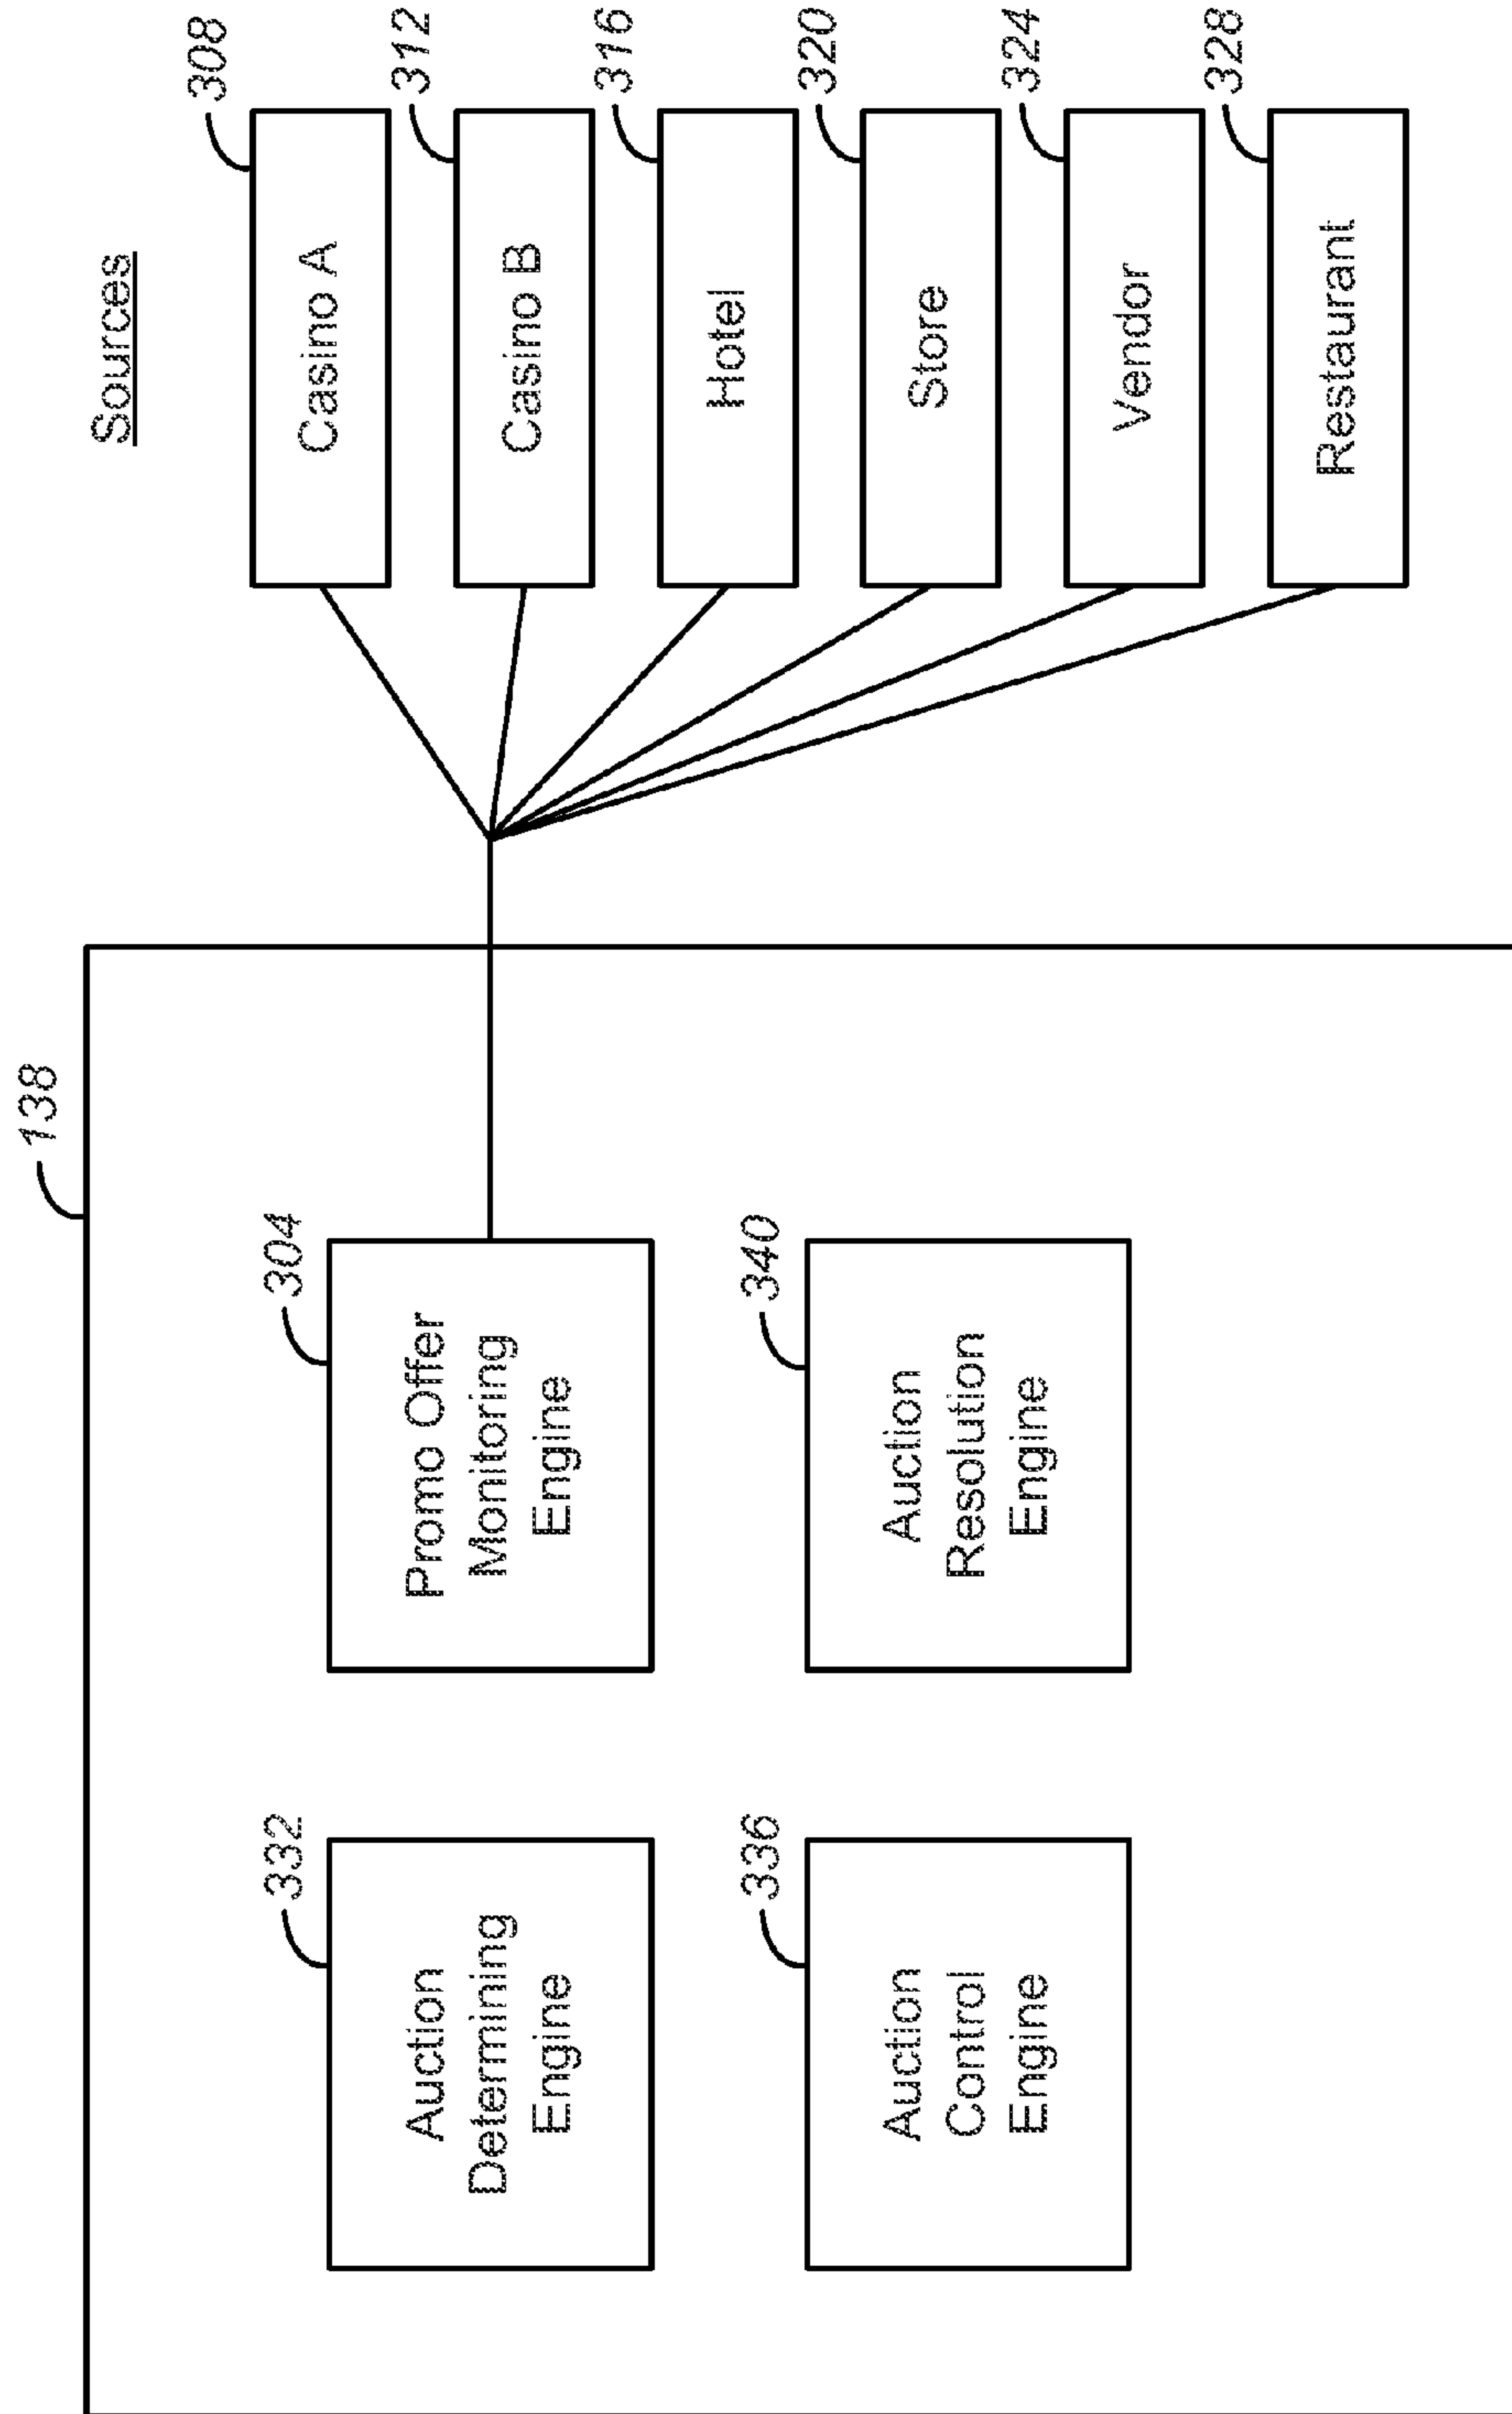 138
332
Auction
Determining
Engine
304
Promo Offer
Monitoring
Engine
336
Auction
Control
Engine
340
Auction
Resolution
Engine
Sources
308
Casino A
312
Casino B
316
Hotel
320
Store
324
Vendor
328
Restaurant